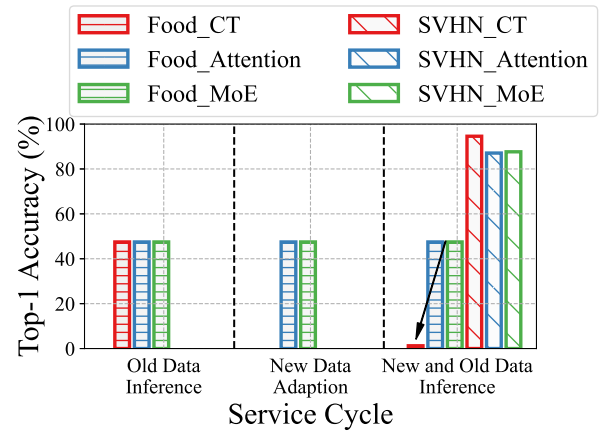 Food_CT SVHN_CT
Food_Attention SVHN_Attention
Food_MoE SVHN_MoE
Top-1 Accuracy (%)
100
80
60
40
20
0
Old Data Inference
New Data Adaption
New and Old Data Inference
Service Cycle